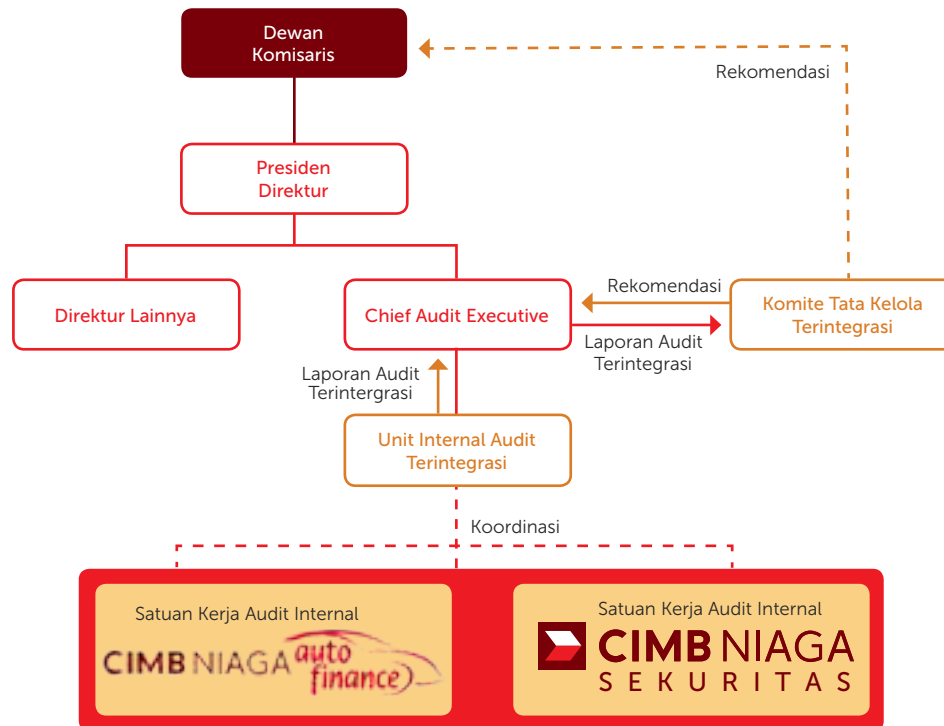 Dewan
Komisaris
Rekomendasi
Presiden
Direktur
Direktur Lainnya
Chief Audit Executive
Rekomendasi
Laporan Audit
Terintegrasi
Komite Tata Kelola
Terintegrasi
Laporan Audit
Terintergrasi
Unit Internal Audit
Terintegrasi
Koordinasi
Satuan Kerja Audit Internal
CIMB NIAGA auto
finance
Satuan Kerja Audit Internal
CIMB NIAGA
SEKURITAS